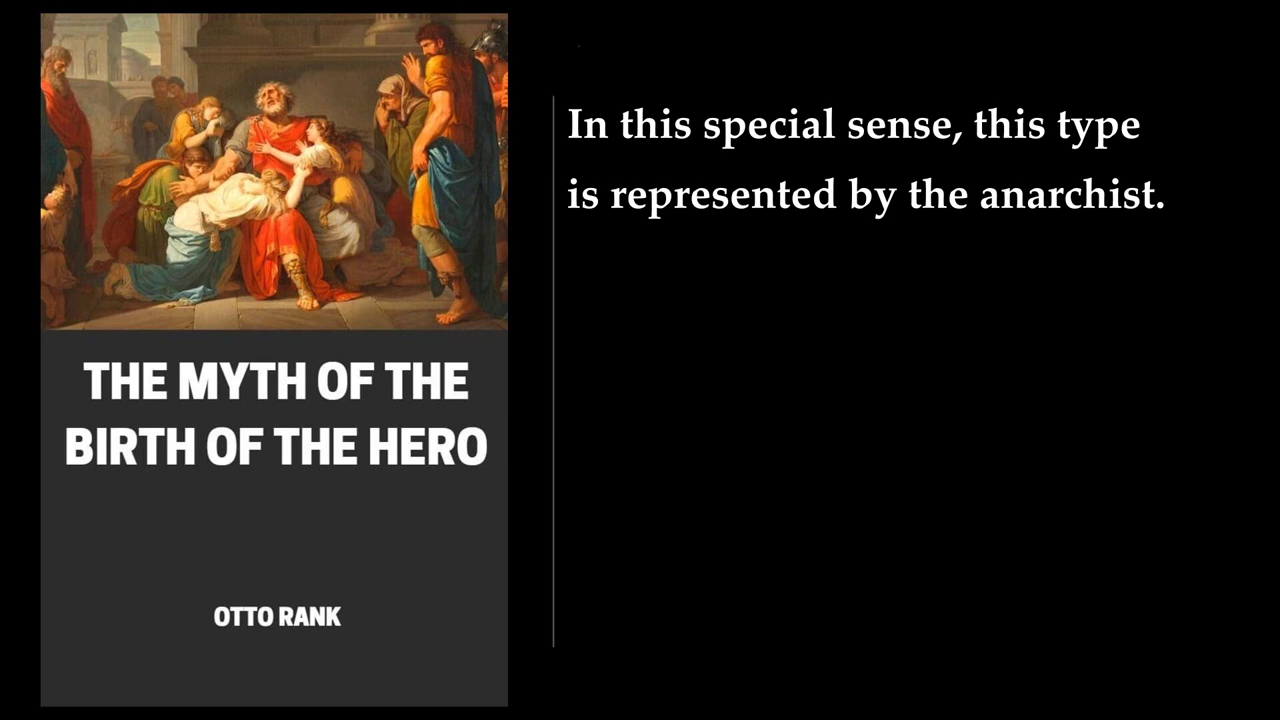 THE MYTH OF THE
BIRTH OF THE HERO
OTTO RANK
In this special sense, this type
is represented by the anarchist.